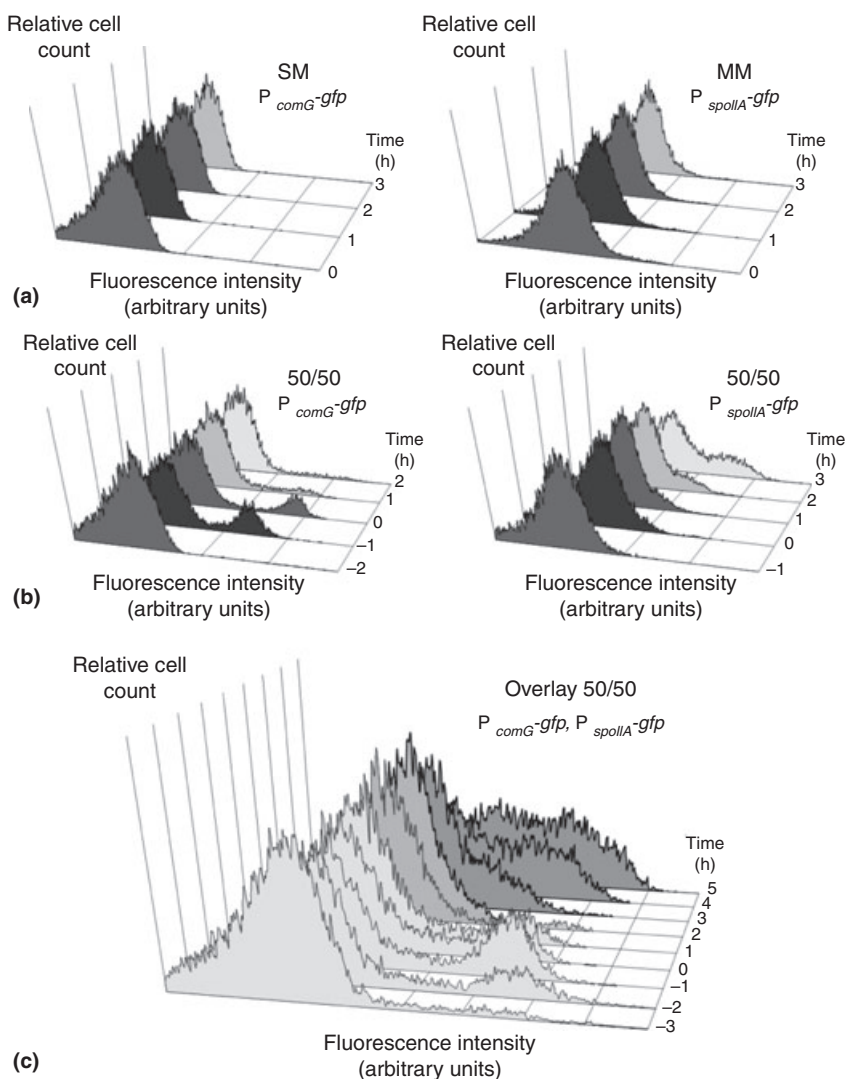 Relative cell
count
SM
P comG-gfp
Time
(h)
3
2
1
0
Fluorescence intensity
(arbitrary units)
Relative cell
count
MM
P spoIIA-gfp
Time
(h)
3
2
1
0
Fluorescence intensity
(arbitrary units)
(a)
Relative cell
count
50/50
P comG-gfp
Time
(h)
2
1
0
–1
–2
Fluorescence intensity
(arbitrary units)
Relative cell
count
50/50
P spoIIA-gfp
Time
(h)
3
2
1
0
–1
Fluorescence intensity
(arbitrary units)
(b)
Relative cell
count
Overlay 50/50
P comG-gfp, P spoIIA-gfp
Time
(h)
5
4
3
2
1
0
–1
–2
–3
Fluorescence intensity
(arbitrary units)
(c)